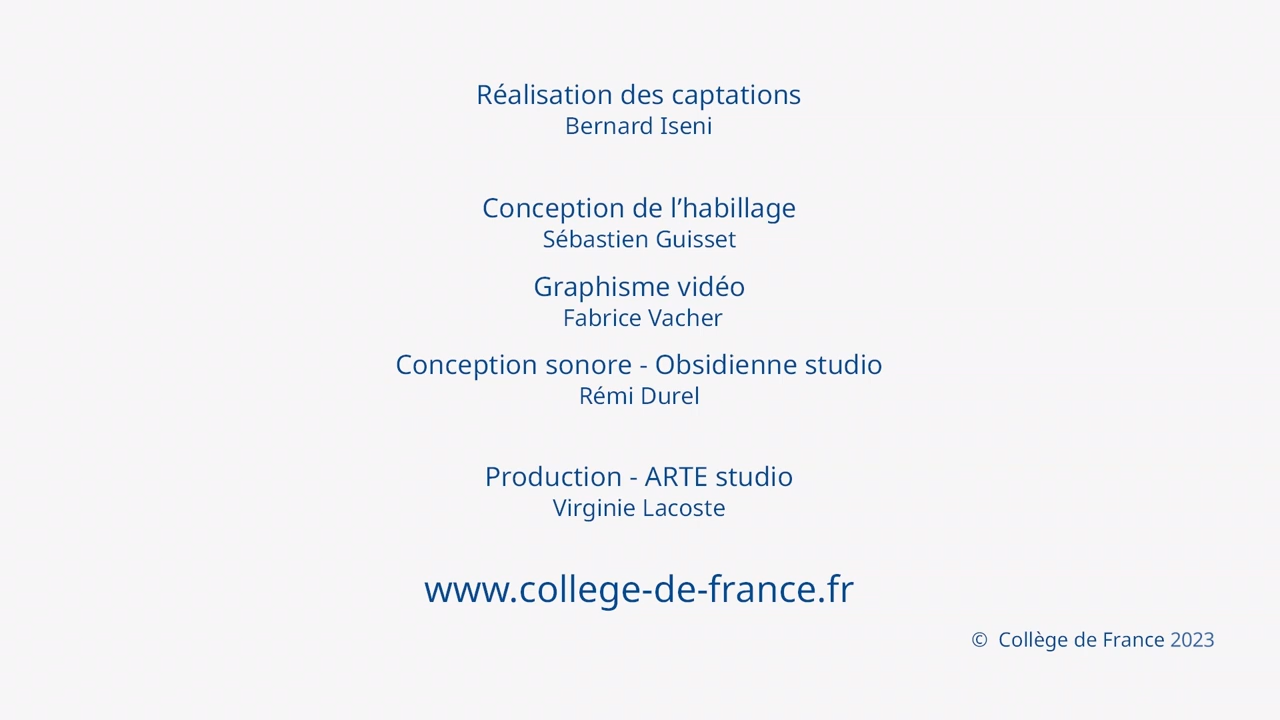 Réalisation des captations
Bernard Iseni
Conception de l’habillage
Sébastien Guisset
Graphisme vidéo
Fabrice Vacher
Conception sonore - Obsidienne studio
Rémi Durel
Production - ARTE studio
Virginie Lacoste
www.college-de-france.fr
© Collège de France 2023